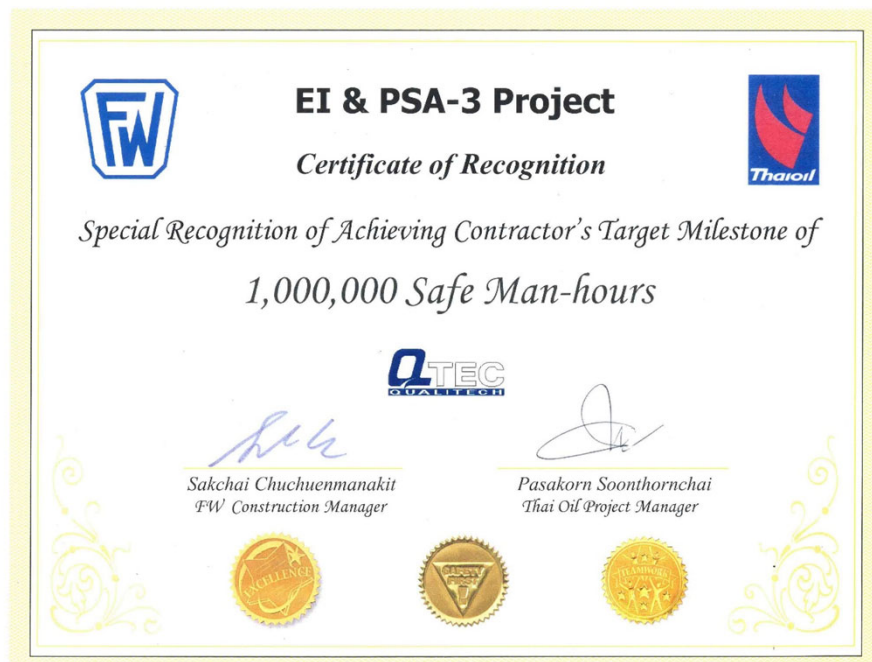 FW
EI & PSA-3 Project
Thaioil
Certificate of Recognition
Special Recognition of Achieving Contractor's Target Milestone of
1,000,000 Safe Man-hours
QTEC
QUALITECH
Sakchai Chuchuenmanakit
FW Construction Manager
Pasakorn Soonthornchai
Thai Oil Project Manager
EXCELLENCE
SAFETY
FIRST
TEAMWORK